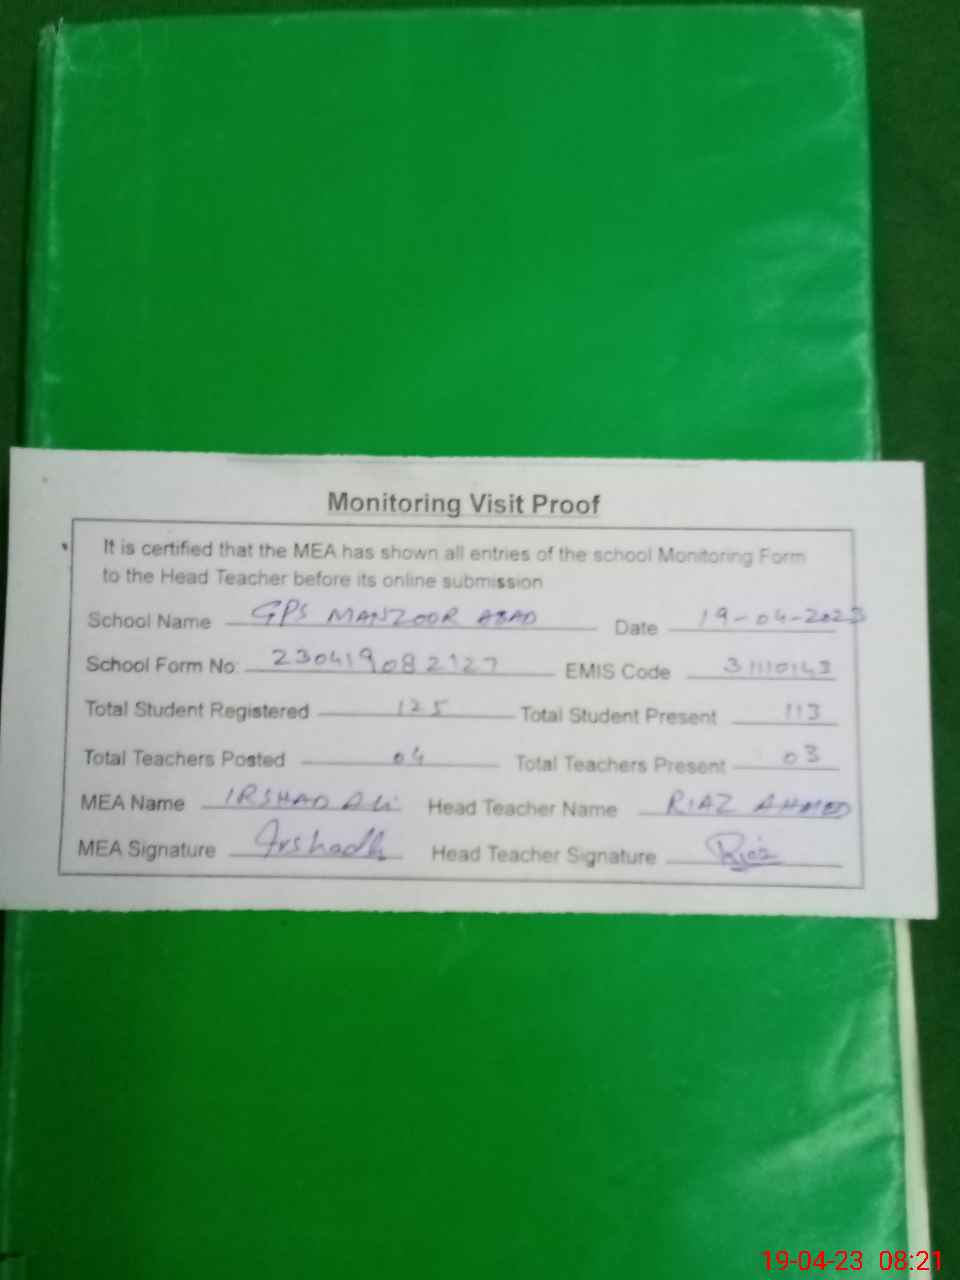 Monitoring Visit Proof
It is certified that the MEA has shown all entries of the school Monitoring Form
to the Head Teacher before its online submission
School Name GPS MANZOOR ABAD Date 19-04-2023
School Form No: 230419082127 EMIS Code 31110143
Total Student Registered 125 Total Student Present 113
Total Teachers Posted 04 Total Teachers Present 03
MEA Name IRSHAD Ali Head Teacher Name RIAZ AHMED
MEA Signature Head Teacher Signature Riaz
19-04-23 08:21